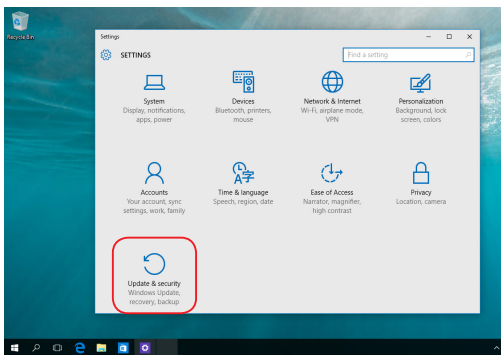 Recycle Bin
Settings
SETTINGS
Find a setting
System
Display, notifications,
apps, power
Devices
Bluetooth, printers,
mouse
Network & Internet
Wi-Fi, airplane mode,
VPN
Personalization
Background, lock
screen, colors
Accounts
Your account, sync
settings, work, family
Time & language
Speech, region, date
Ease of Access
Narrator, magnifier,
high contrast
Privacy
Location, camera
Update & security
Windows Update,
recovery, backup